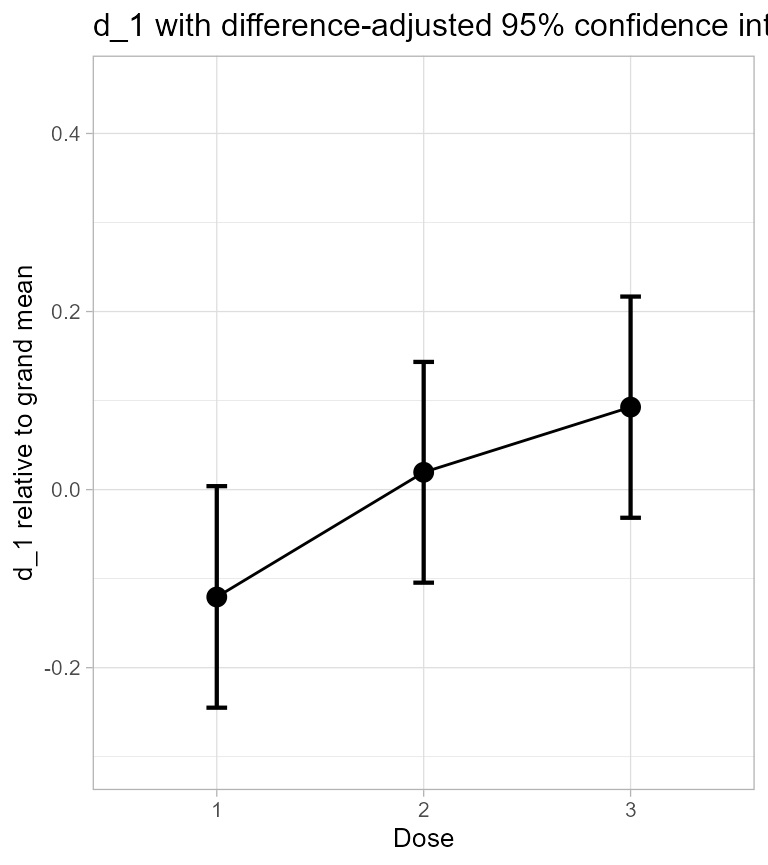 d_1 with difference-adjusted 95% confidence int
d_1 relative to grand mean
0.4
0.2
0.0
-0.2
1 2 3
Dose